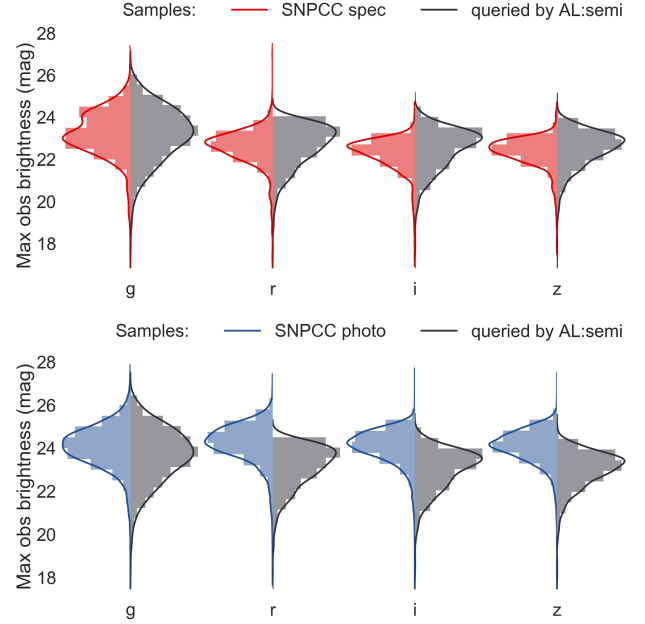 Samples: SNPCC spec queried by AL:semi
28
26
24
22
20
18
Max obs brightness (mag)
g r i z
Samples: SNPCC photo queried by AL:semi
28
26
24
22
20
18
Max obs brightness (mag)
g r i z